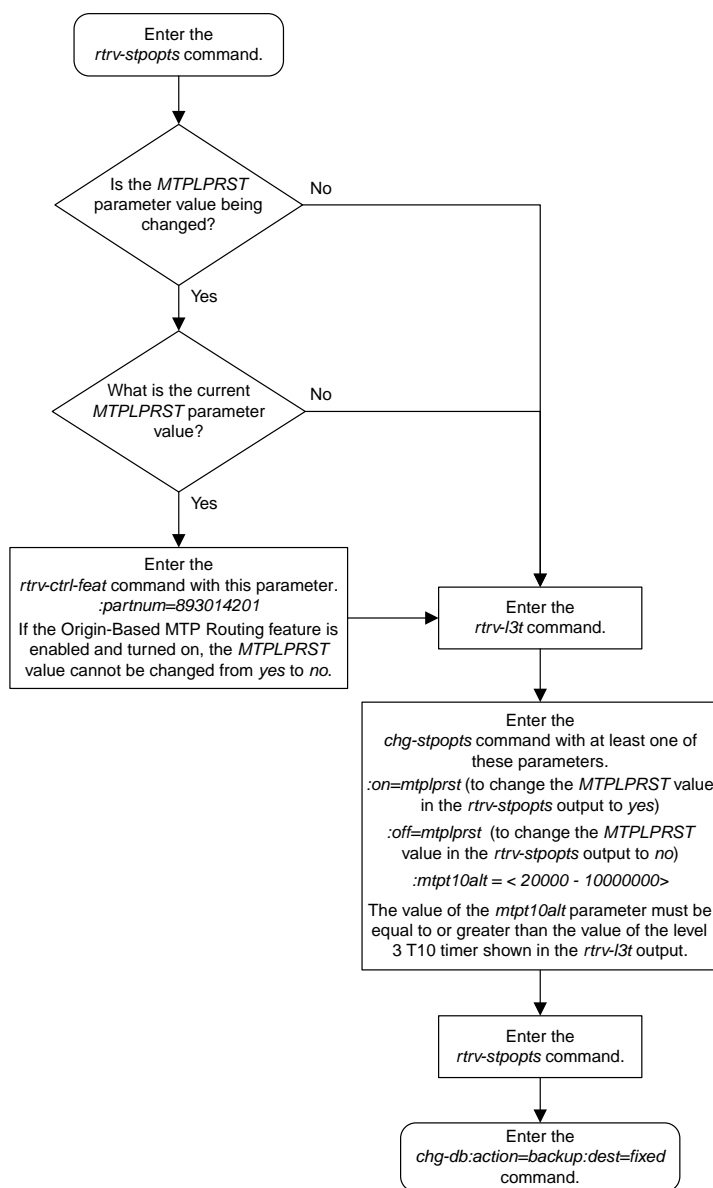 Enter the
rtrv-stpopts
command.
Is the MTPLPRST
parameter value being
changed?
No
Yes
What is the current
MTPLPRST parameter
value?
No
Yes
Enter the
rtrv-ctrl-feat command with this parameter.
:partnum=893014201
If the Origin-Based MTP Routing feature is
enabled and turned on, the MTPLPRST
value cannot be changed from yes to no.
Enter the
rtrv-l3t command.
Enter the
chg-stpopts command with at least one of
these parameters.
:on=mtplprst (to change the MTPLPRST value
in the rtrv-stpopts output to yes)
:off=mtplprst (to change the MTPLPRST
value in the rtrv-stpopts output to no)
:mtpt10alt = < 20000 - 10000000>
The value of the mtpt10alt parameter must be
equal to or greater than the value of the level
3 T10 timer shown in the rtrv-l3t output.
Enter the
rtrv-stpopts command.
Enter the
chg-db:action=backup:dest=fixed
command.